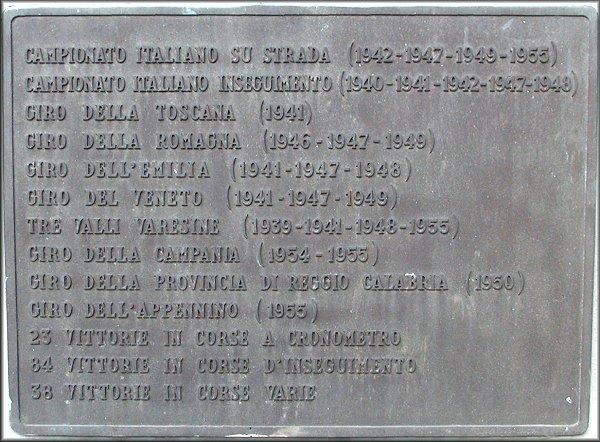 CAMPIONATO ITALIANO SU STRADA (1942-1947-1949-1955)
CAMPIONATO ITALIANO INSEGUIMENTO (1940-1941-1942-1947-1948)
GIRO DELLA TOSCANA (1941)
GIRO DELLA ROMAGNA (1946-1947-1949)
GIRO DELL'EMILIA (1941-1947-1948)
GIRO DEL VENETO (1941-1947-1949)
TRE VALLI VARESINE (1939-1941-1948-1955)
GIRO DELLA CAMPANIA (1954-1955)
GIRO DELLA PROVINCIA DI REGGIO CALABRIA (1950)
GIRO DELL'APPENNINO (1955)
23 VITTORIE IN CORSE A CRONOMETRO
84 VITTORIE IN CORSE D'INSEGUIMENTO
38 VITTORIE IN CORSE VARIE